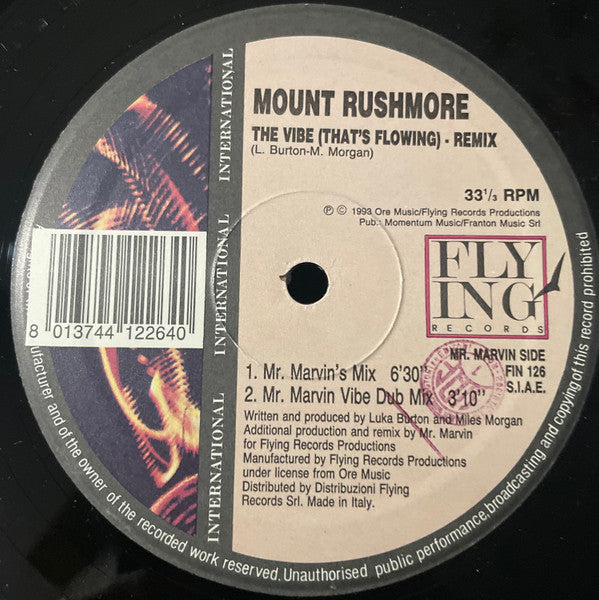 MOUNT RUSHMORE
THE VIBE (THAT'S FLOWING) - REMIX
(L. Burton-M. Morgan)
33 1/3 RPM
℗ © 1993 Ore Music/Flying Records Productions
Pub.: Momentum Music/Franton Music Srl
FLY
ING
RECORDS
MR. MARVIN SIDE
FIN 126
S.I.A.E.
1. Mr. Marvin's Mix 6'30"
2. Mr. Marvin Vibe Dub Mix 3'10"
Written and produced by Luka Burton and Miles Morgan
Additional production and remix by Mr. Marvin
for Flying Records Productions
Manufactured by Flying Records Productions
under license from Ore Music
Distributed by Distribuzioni Flying
Records Srl. Made in Italy.
INTERNATIONAL
INTERNATIONAL
INTERNATIONAL
8 013744 122640
and of the owner of the recorded work reserved. Unauthorised public performance, broadcasting and copying of this record prohibited